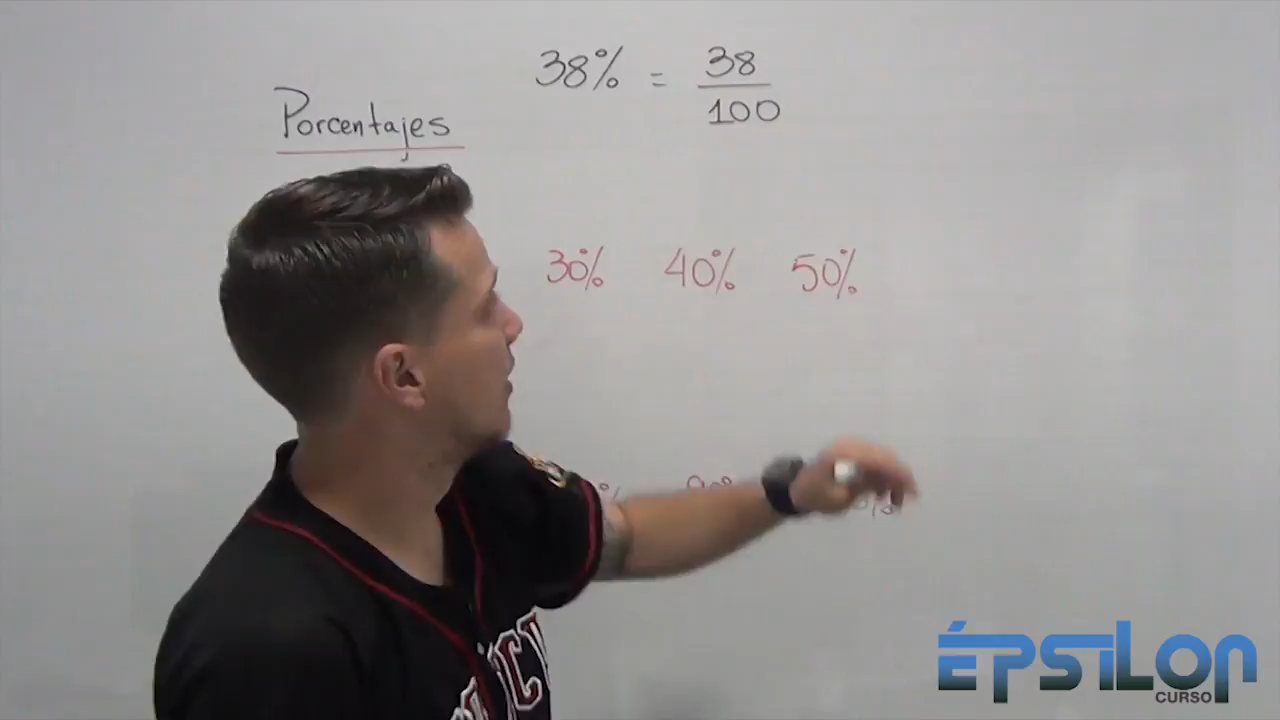 38% = 38/100
Porcentajes
30% 40% 50%
ÉPSILON
CURSO